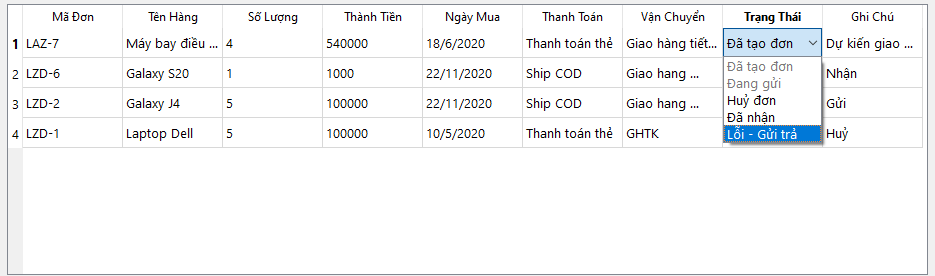 Mã Đơn Tên Hàng Số Lượng Thành Tiền Ngày Mua Thanh Toán Vận Chuyển Trạng Thái Ghi Chú
1 LAZ-7 Máy bay điều ... 4 540000 18/6/2020 Thanh toán thẻ Giao hàng tiết... Đã tạo đơn Dự kiến giao ...
2 LZD-6 Galaxy S20 1 1000 22/11/2020 Ship COD Giao hang ... Nhận
3 LZD-2 Galaxy J4 5 100000 22/11/2020 Ship COD Giao hang ... Gửi
4 LZD-1 Laptop Dell 5 100000 10/5/2020 Thanh toán thẻ GHTK Huỷ
Đã tạo đơn
Đang gửi
Huỷ đơn
Đã nhận
Lỗi - Gửi trả